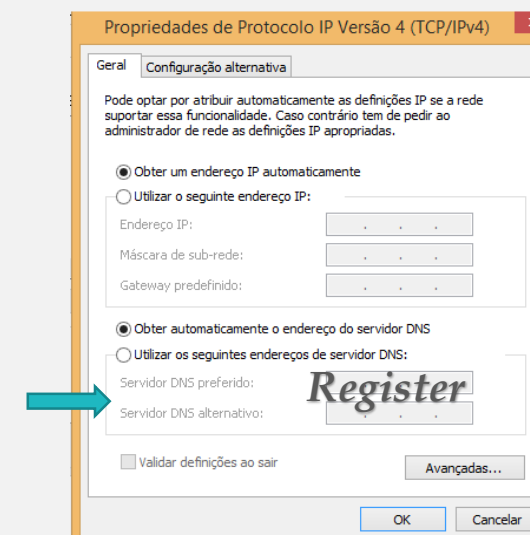 Propriedades de Protocolo IP Versão 4 (TCP/IPv4)
Geral
Configuração alternativa
Pode optar por atribuir automaticamente as definições IP se a rede
suportar essa funcionalidade. Caso contrário tem de pedir ao
administrador de rede as definições IP apropriadas.
Obter um endereço IP automaticamente
Utilizar o seguinte endereço IP:
Endereço IP:
Máscara de sub-rede:
Gateway predefinido:
Obter automaticamente o endereço do servidor DNS
Utilizar os seguintes endereços de servidor DNS:
Servidor DNS preferido:
Register
Servidor DNS alternativo:
Validar definições ao sair
Avançadas...
OK
Cancelar